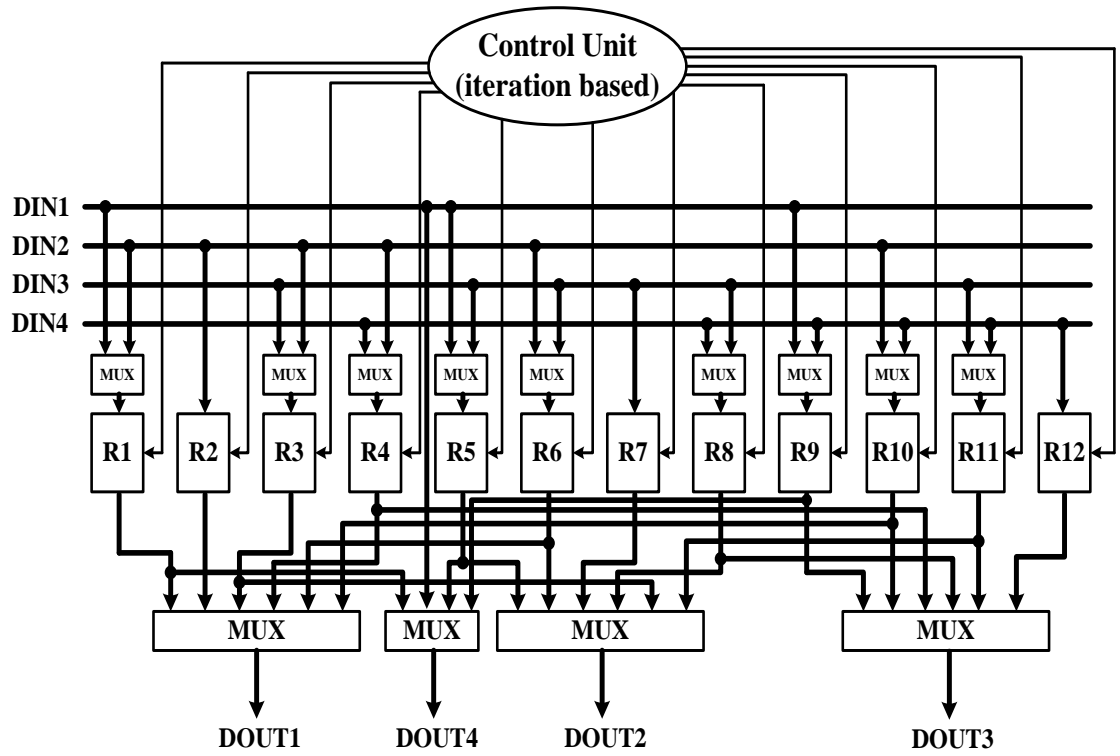 Control Unit
(iteration based)
DIN1
DIN2
DIN3
DIN4
MUX MUX MUX MUX MUX MUX MUX MUX MUX
R1 R2 R3 R4 R5 R6 R7 R8 R9 R10 R11 R12
MUX MUX MUX MUX
DOUT1 DOUT4 DOUT2 DOUT3